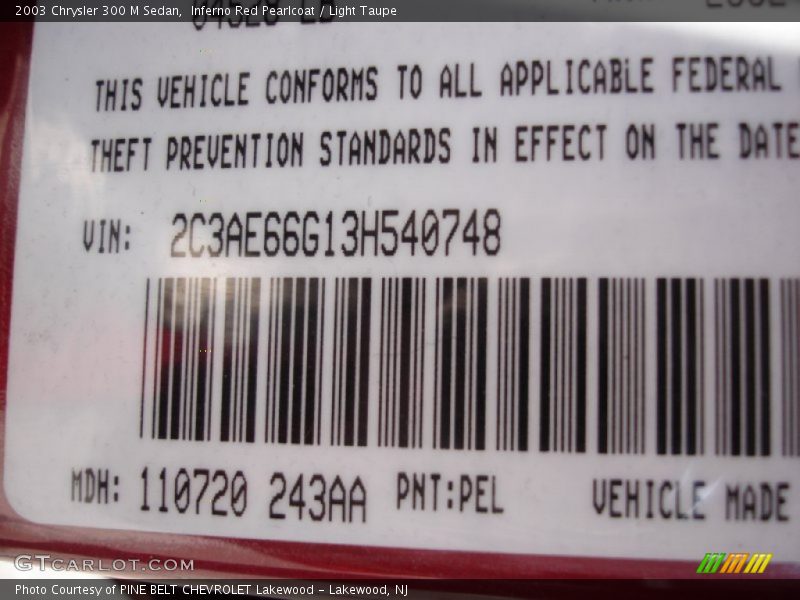 2003 Chrysler 300 M Sedan, Inferno Red Pearlcoat / Light Taupe
THIS VEHICLE CONFORMS TO ALL APPLICABLE FEDERAL
THEFT PREVENTION STANDARDS IN EFFECT ON THE DATE
VIN: 2C3AE66G13H540748
MDH: 110720 243AA PNT:PEL VEHICLE MADE
GTCARLOT.COM
Photo Courtesy of PINE BELT CHEVROLET Lakewood - Lakewood, NJ